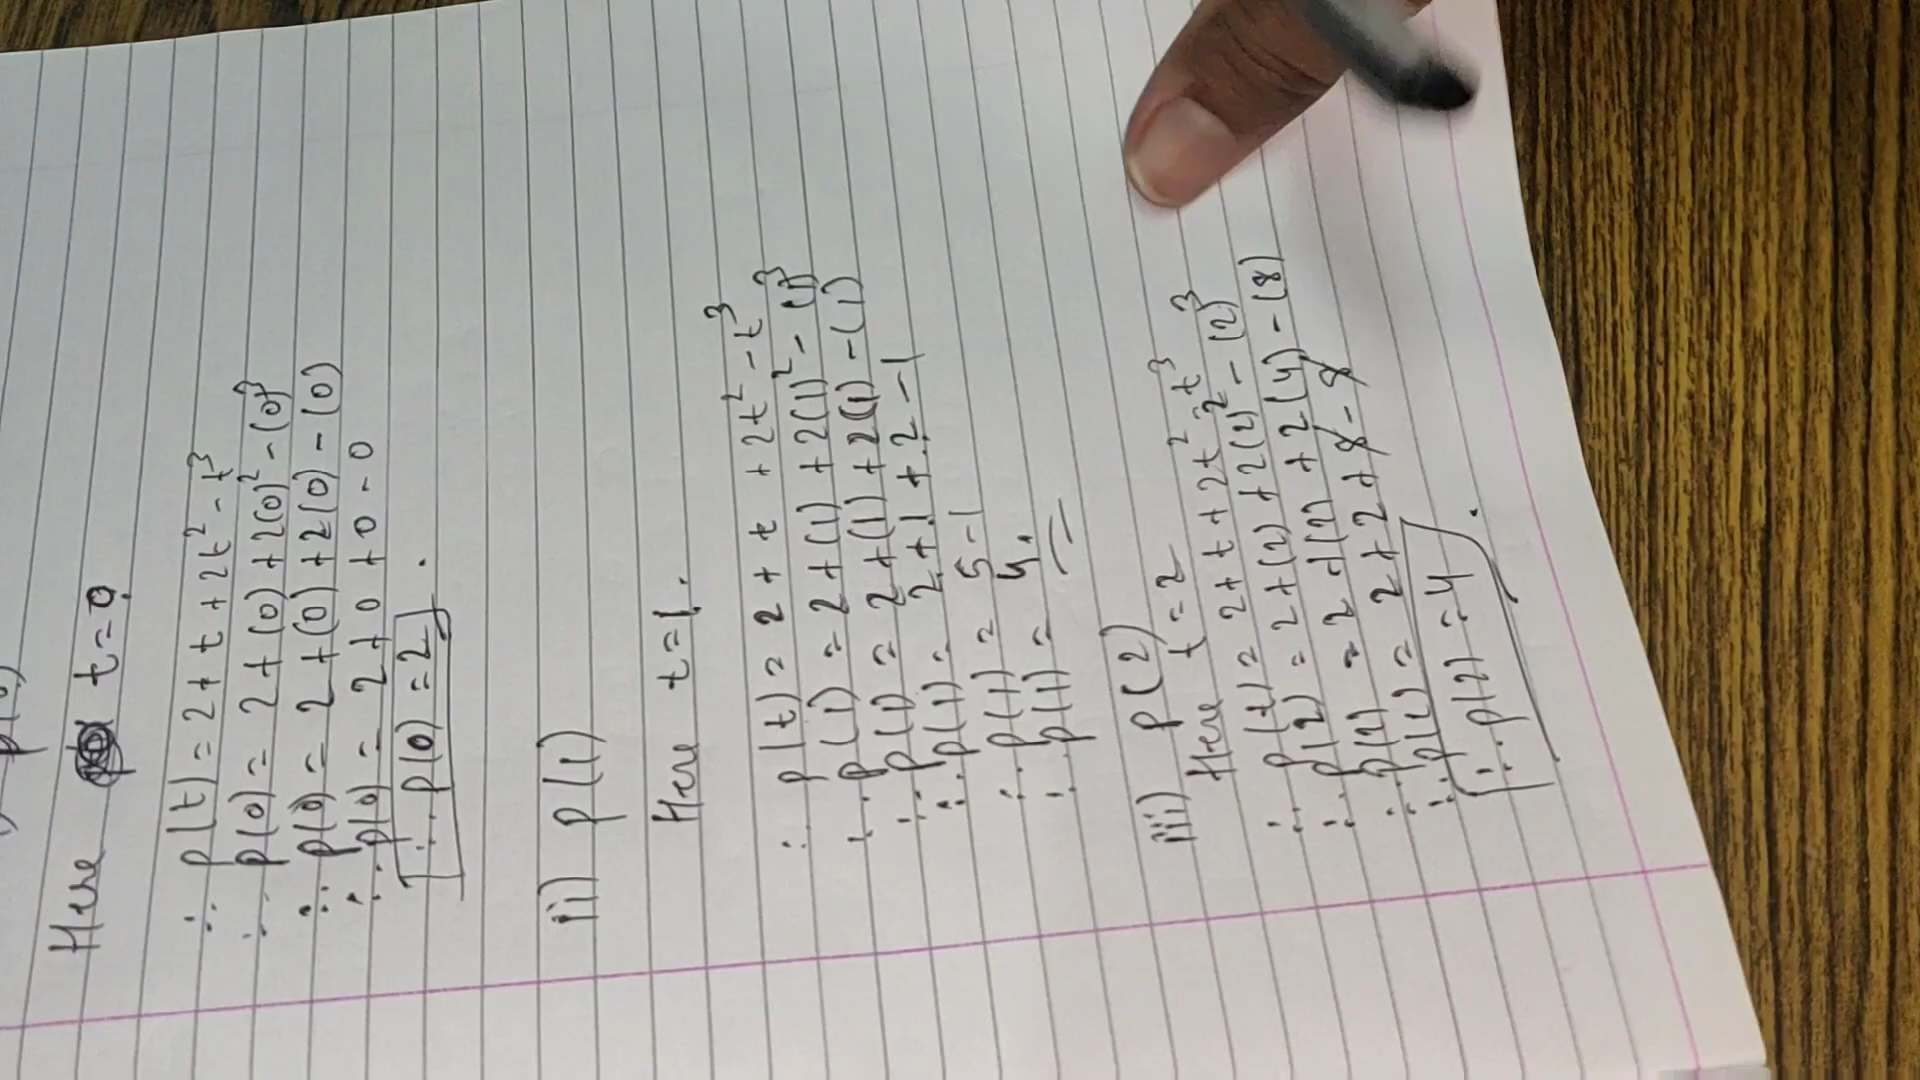 Here t=0.
∴ p(t) = 2 + t + 2t² - t³
∴ p(0) = 2 + (0) + 2(0)² - (0)³
∴ p(0) = 2 + (0) + 2(0) - (0)
∴ p(0) = 2 + 0 + 0 - 0
∴ p(0) = 2.
ii) p(1)
Here t=1.
∴ p(t) = 2 + t + 2t² - t³
∴ p(1) = 2 + (1) + 2(1)² - (1)³
∴ p(1) = 2 + (1) + 2(1) - (1)
∴ p(1) = 2 + 1 + 2 - 1
∴ p(1) = 5 - 1
∴ p(1) = 4.
iii) p(2)
Here t = 2
∴ p(t) = 2 + t + 2t² - t³
∴ p(2) = 2 + (2) + 2(2)² - (2)³
∴ p(2) = 2 + (2) + 2(4) - (8)
∴ p(2) = 2 + 2 + 8 - 8
∴ p(2) = 4.